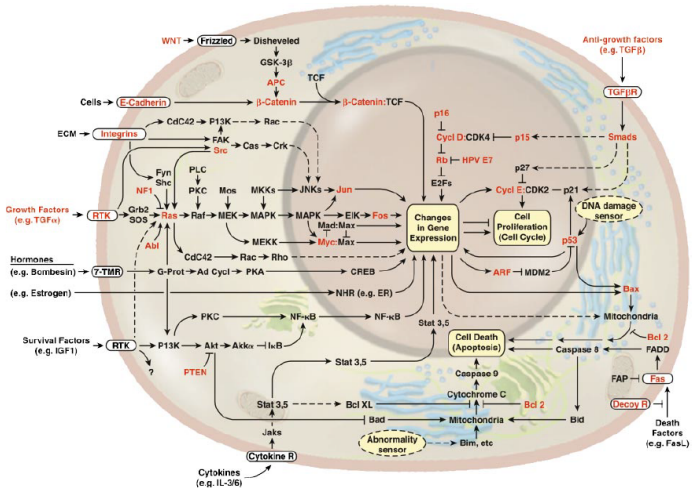 WNT
Frizzled
Disheveled
GSK-3β
APC
TCF
Cells
E-Cadherin
β-Catenin
β-Catenin:TCF
Anti-growth factors
(e.g. TGFβ)
TGFβR
Smads
ECM
Integrins
CdC42
P13K
Rac
FAK
Src
Cas
Crk
p16
Cycl D:CDK4
p15
Rb
HPV E7
E2Fs
p27
Cycl E:CDK2
p21
Fyn
Shc
NF1
PLC
PKC
Mos
MKKs
JNKs
Jun
Growth Factors
(e.g. TGFα)
RTK
Grb2
SOS
Ras
Raf
MEK
MAPK
MAPK
ElK
Fos
Mad:Max
Myc:Max
MEKK
Abl
CdC42
Rac
Rho
Changes
in Gene
Expression
Cell
Proliferation
(Cell Cycle)
DNA damage
sensor
p53
ARF
MDM2
Bax
Hormones
(e.g. Bombesin)
7-TMR
G-Prot
Ad Cycl
PKA
CREB
(e.g. Estrogen)
NHR (e.g. ER)
Mitochondria
PKC
NF-κB
NF-κB
Stat 3,5
Survival Factors
(e.g. IGF1)
RTK
P13K
Akt
Akkα
IκB
?
PTEN
Stat 3,5
Cell Death
(Apoptosis)
Caspase 8
Bcl 2
FADD
Caspase 9
FAP
Fas
Cytochrome C
Stat 3,5
Bcl XL
Bcl 2
Decoy R
Bad
Mitochondria
Bid
Death
Factors
(e.g. FasL)
Jaks
Abnormality
sensor
Bim, etc
Cytokine R
Cytokines
(e.g. IL-3/6)